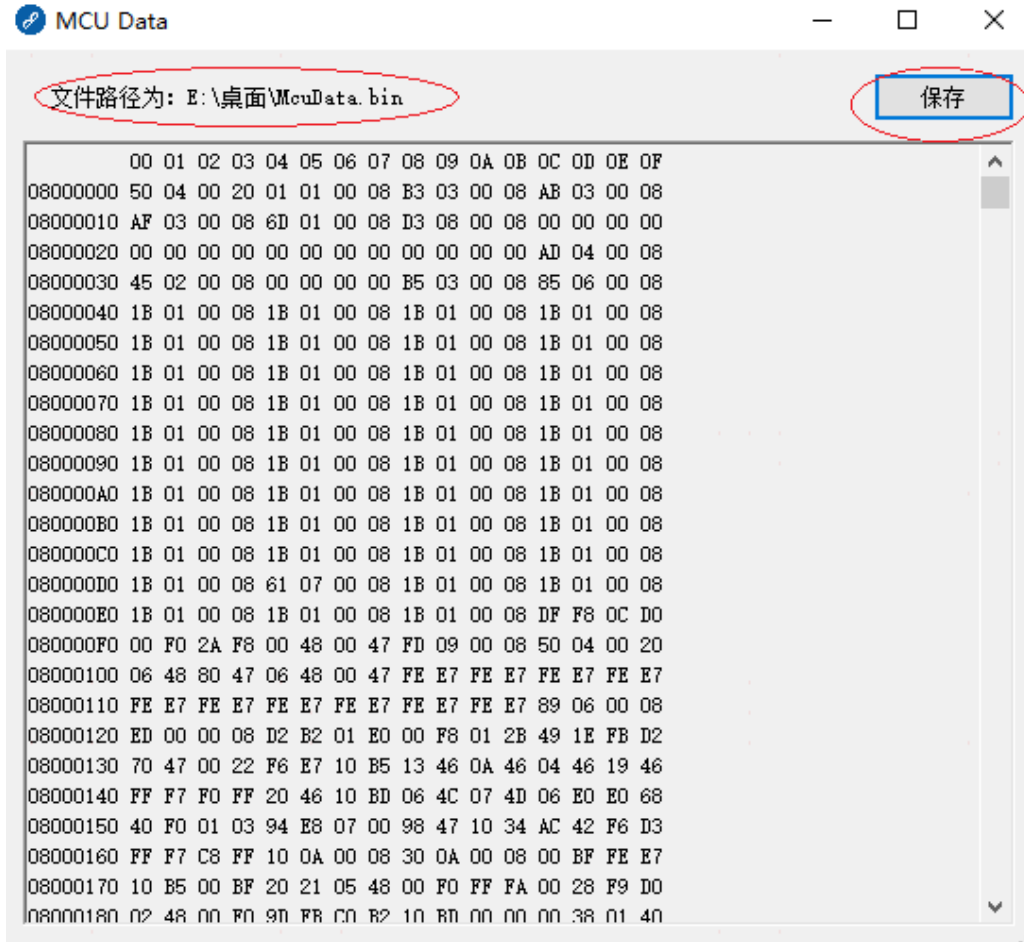 MCU Data
文件路径为: E:\桌面\McuData.bin
保存
00 01 02 03 04 05 06 07 08 09 0A 0B 0C 0D 0E 0F
08000000 50 04 00 20 01 01 00 08 B3 03 00 08 AB 03 00 08
08000010 AF 03 00 08 6D 01 00 08 D3 08 00 08 00 00 00 00
08000020 00 00 00 00 00 00 00 00 00 00 00 00 AD 04 00 08
08000030 45 02 00 08 00 00 00 00 B5 03 00 08 85 06 00 08
08000040 1B 01 00 08 1B 01 00 08 1B 01 00 08 1B 01 00 08
08000050 1B 01 00 08 1B 01 00 08 1B 01 00 08 1B 01 00 08
08000060 1B 01 00 08 1B 01 00 08 1B 01 00 08 1B 01 00 08
08000070 1B 01 00 08 1B 01 00 08 1B 01 00 08 1B 01 00 08
08000080 1B 01 00 08 1B 01 00 08 1B 01 00 08 1B 01 00 08
08000090 1B 01 00 08 1B 01 00 08 1B 01 00 08 1B 01 00 08
080000A0 1B 01 00 08 1B 01 00 08 1B 01 00 08 1B 01 00 08
080000B0 1B 01 00 08 1B 01 00 08 1B 01 00 08 1B 01 00 08
080000C0 1B 01 00 08 1B 01 00 08 1B 01 00 08 1B 01 00 08
080000D0 1B 01 00 08 61 07 00 08 1B 01 00 08 1B 01 00 08
080000E0 1B 01 00 08 1B 01 00 08 1B 01 00 08 DF F8 0C D0
080000F0 00 F0 2A F8 00 48 00 47 FD 09 00 08 50 04 00 20
08000100 06 48 80 47 06 48 00 47 FE E7 FE E7 FE E7 FE E7
08000110 FE E7 FE E7 FE E7 FE E7 FE E7 FE E7 89 06 00 08
08000120 ED 00 00 08 D2 B2 01 E0 00 F8 01 2B 49 1E FB D2
08000130 70 47 00 22 F6 E7 10 B5 13 46 0A 46 04 46 19 46
08000140 FF F7 F0 FF 20 46 10 BD 06 4C 07 4D 06 E0 E0 68
08000150 40 F0 01 03 94 E8 07 00 98 47 10 34 AC 42 F6 D3
08000160 FF F7 C8 FF 10 0A 00 08 30 0A 00 08 00 BF FE E7
08000170 10 B5 00 BF 20 21 05 48 00 F0 FF FA 00 28 F9 D0
08000180 02 48 00 F0 9D FB C0 B2 10 BD 00 00 00 38 01 40